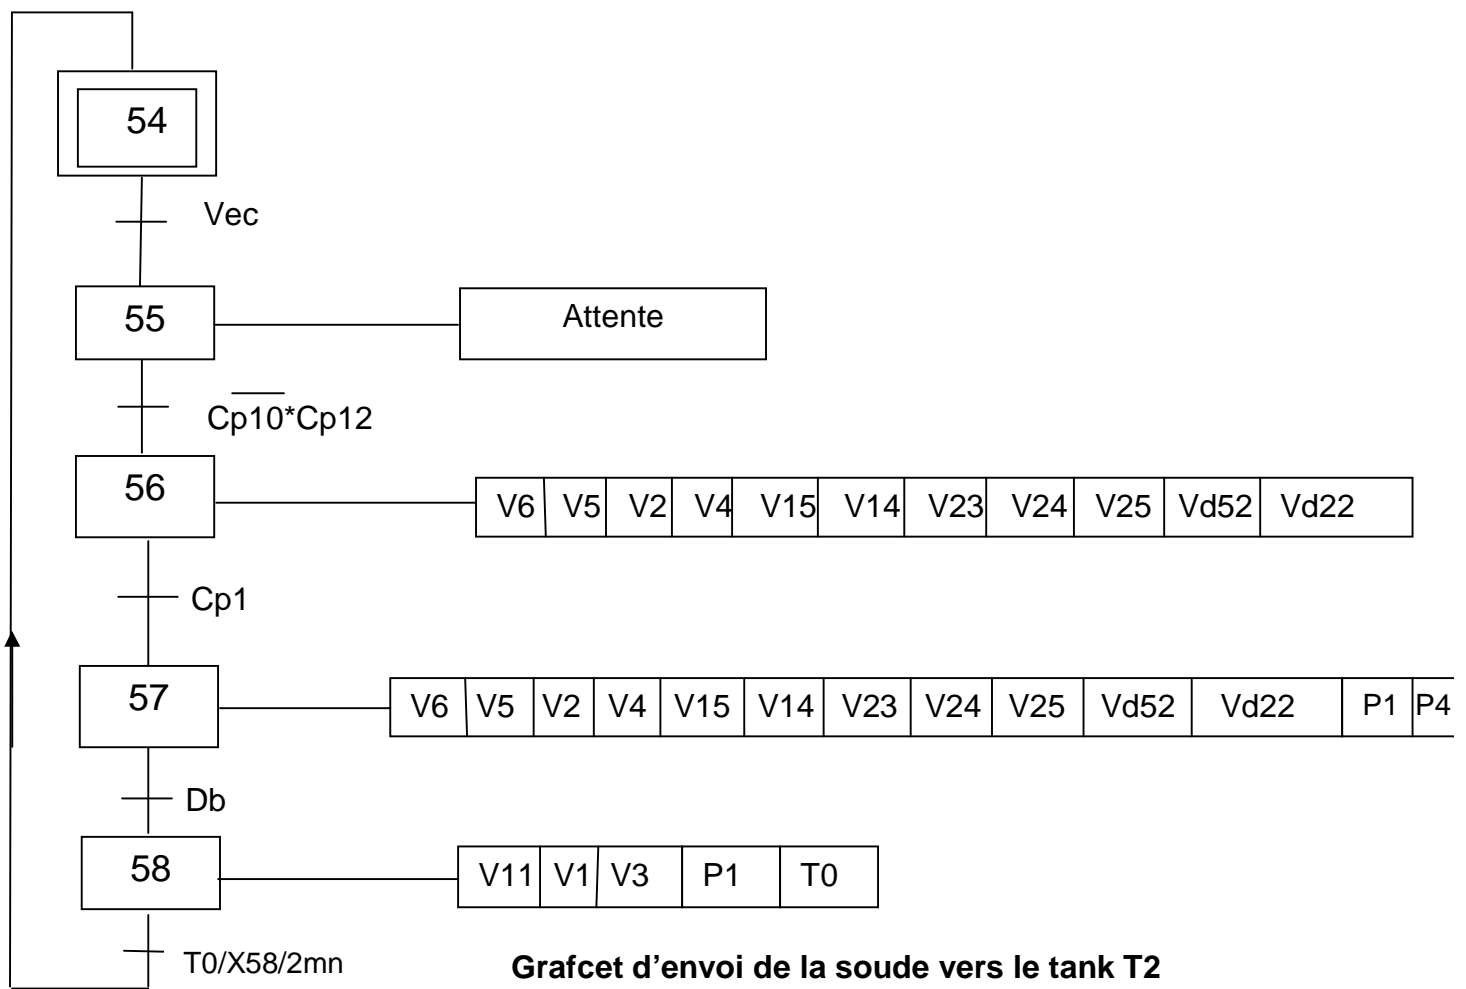 54
Vec
55 Attente
Cp10*Cp12
56 V6 V5 V2 V4 V15 V14 V23 V24 V25 Vd52 Vd22
Cp1
57 V6 V5 V2 V4 V15 V14 V23 V24 V25 Vd52 Vd22 P1 P4
Db
58 V11 V1 V3 P1 T0
T0/X58/2mn
Grafcet d’envoi de la soude vers le tank T2